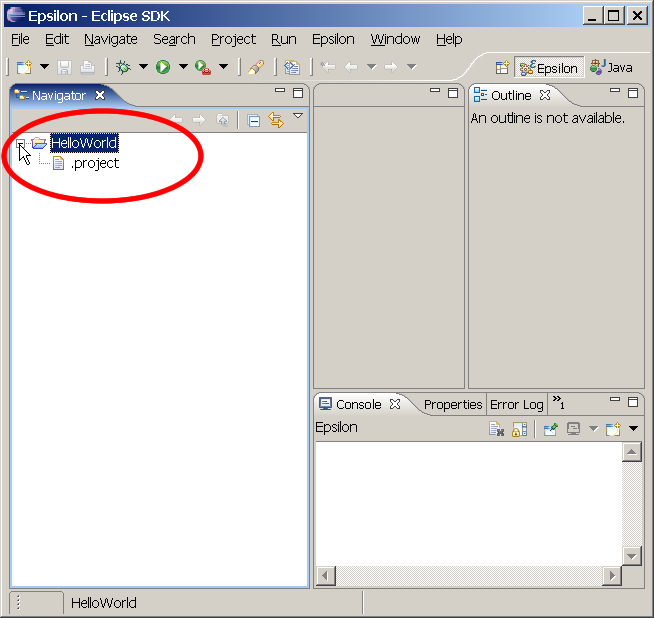 Epsilon - Eclipse SDK
File Edit Navigate Search Project Run Epsilon Window Help
Epsilon Java
Navigator
HelloWorld
.project
Outline
An outline is not available.
Console Properties Error Log »1
Epsilon
HelloWorld